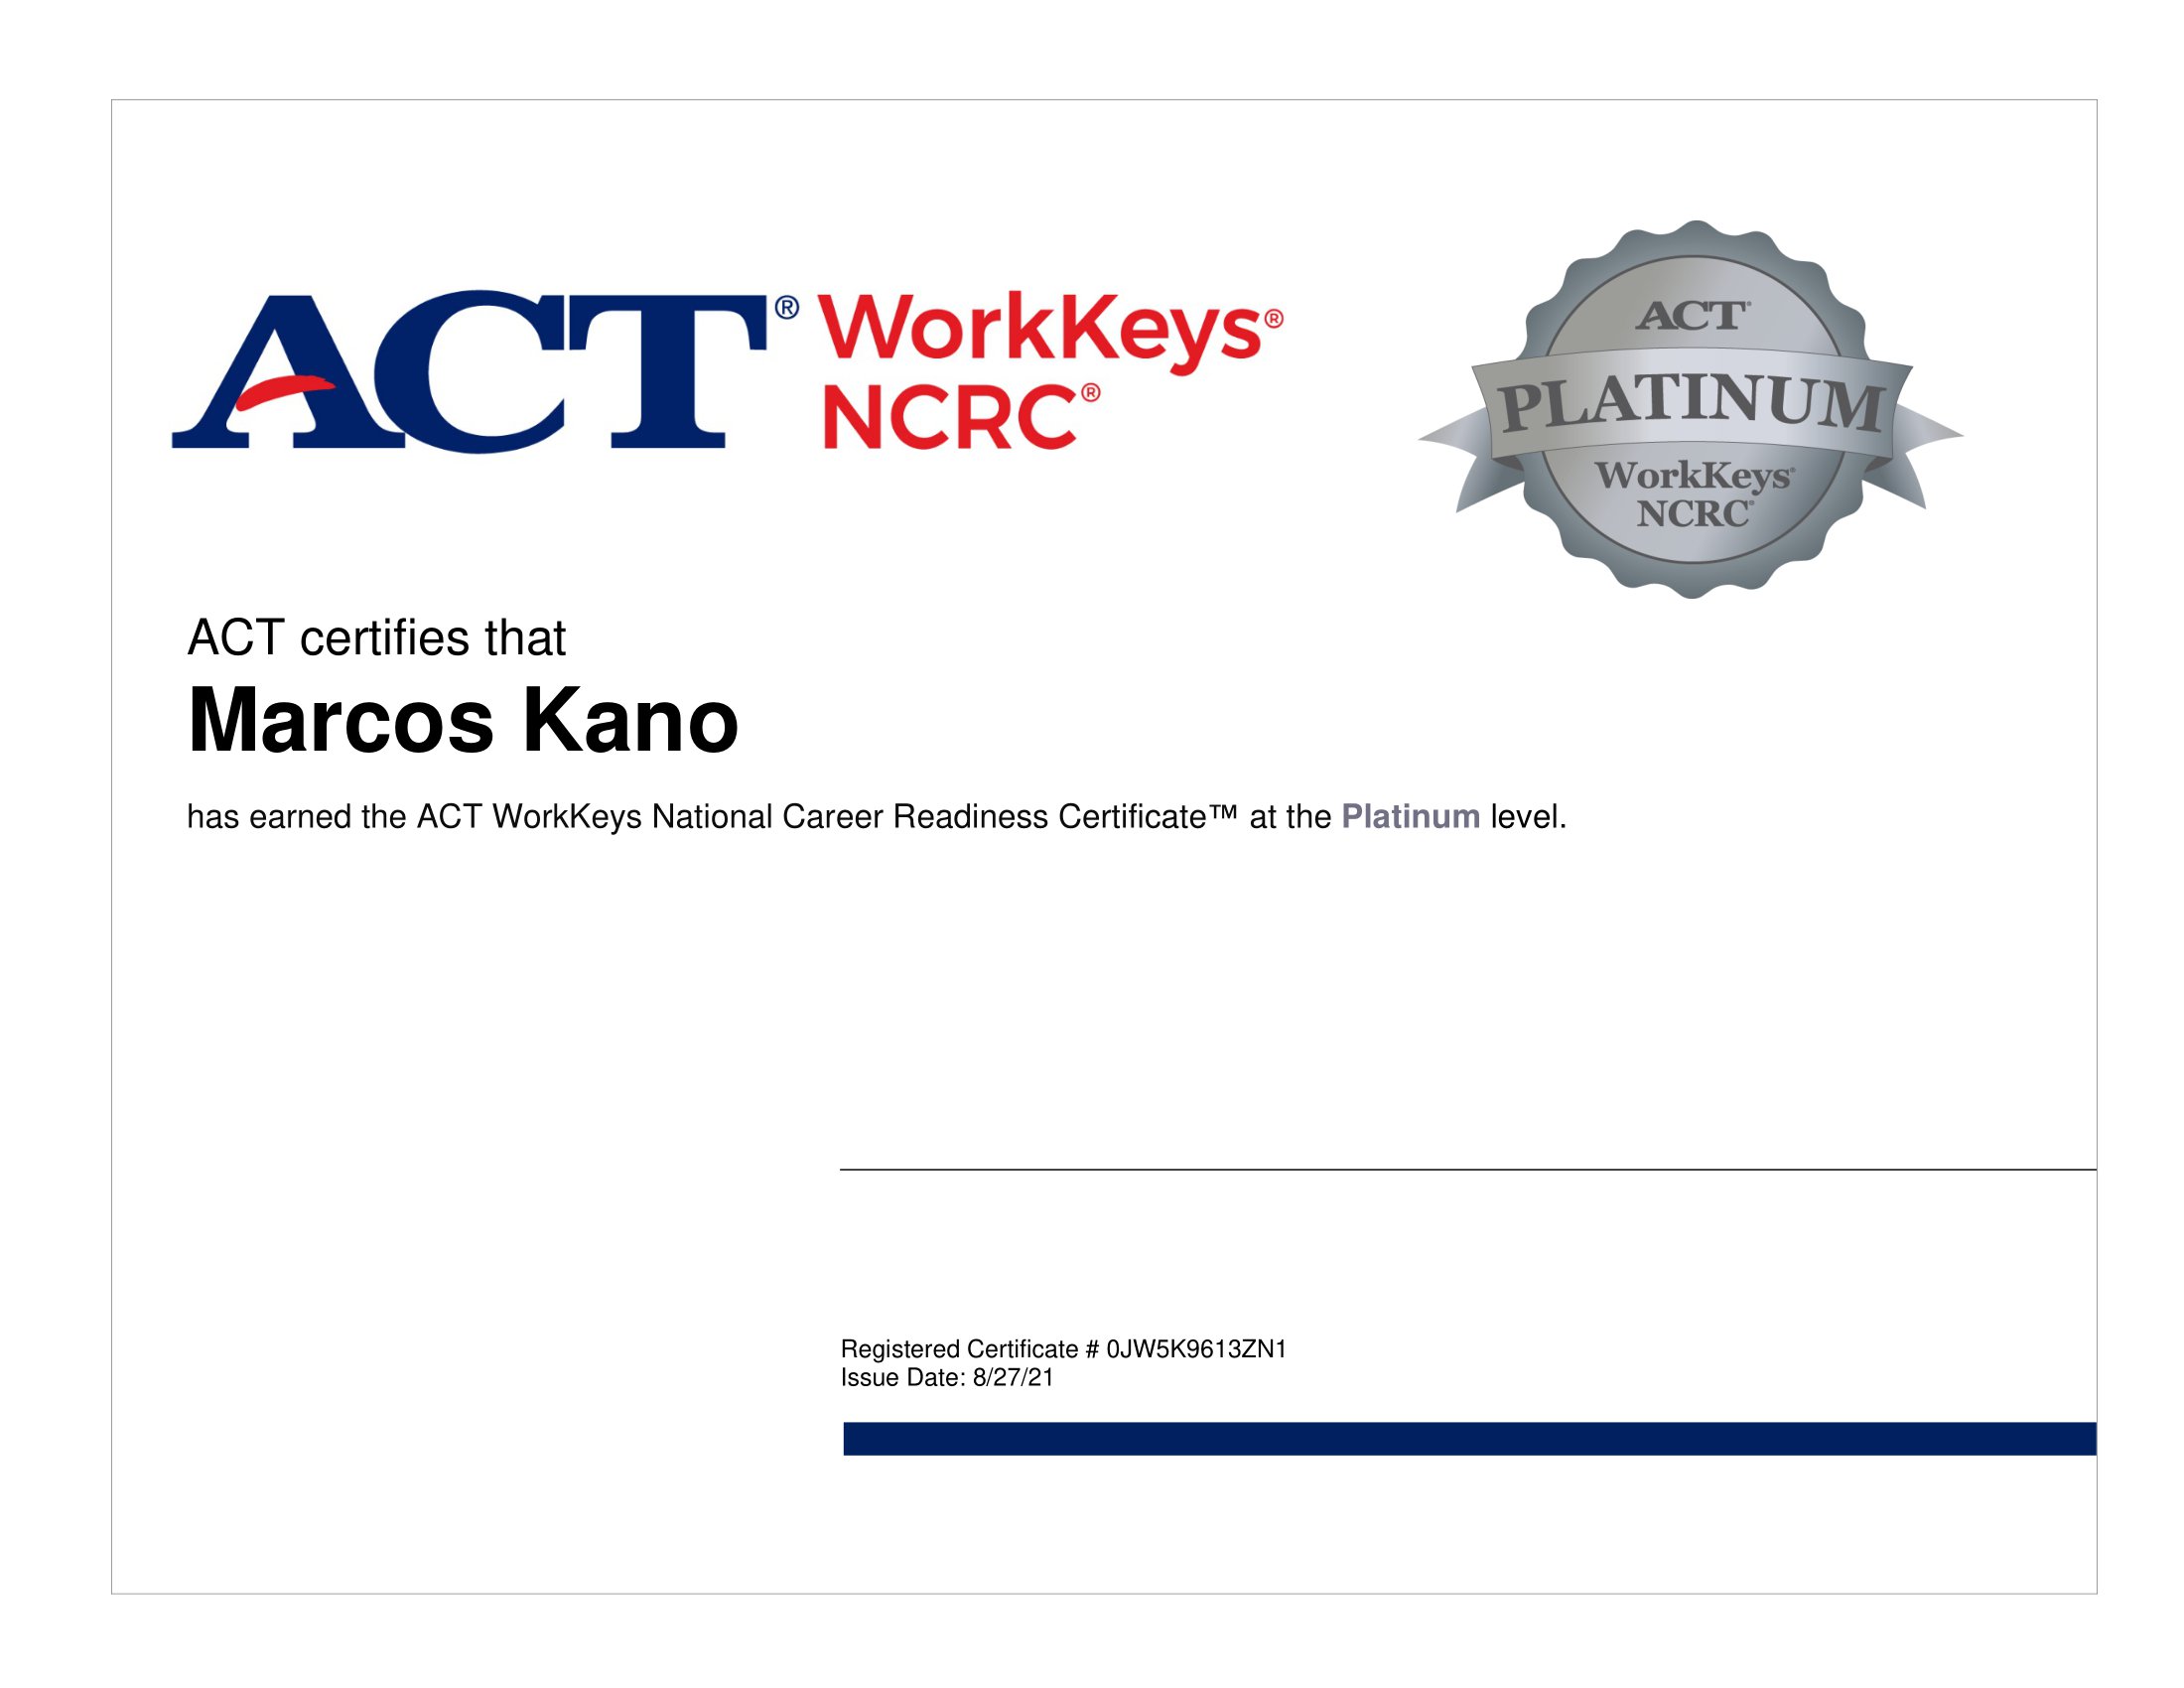 ACT® WorkKeys®
NCRC®
ACT®
PLATINUM
WorkKeys®
NCRC®
ACT certifies that
Marcos Kano
has earned the ACT WorkKeys National Career Readiness Certificate™ at the Platinum level.
Registered Certificate # 0JW5K9613ZN1
Issue Date: 8/27/21